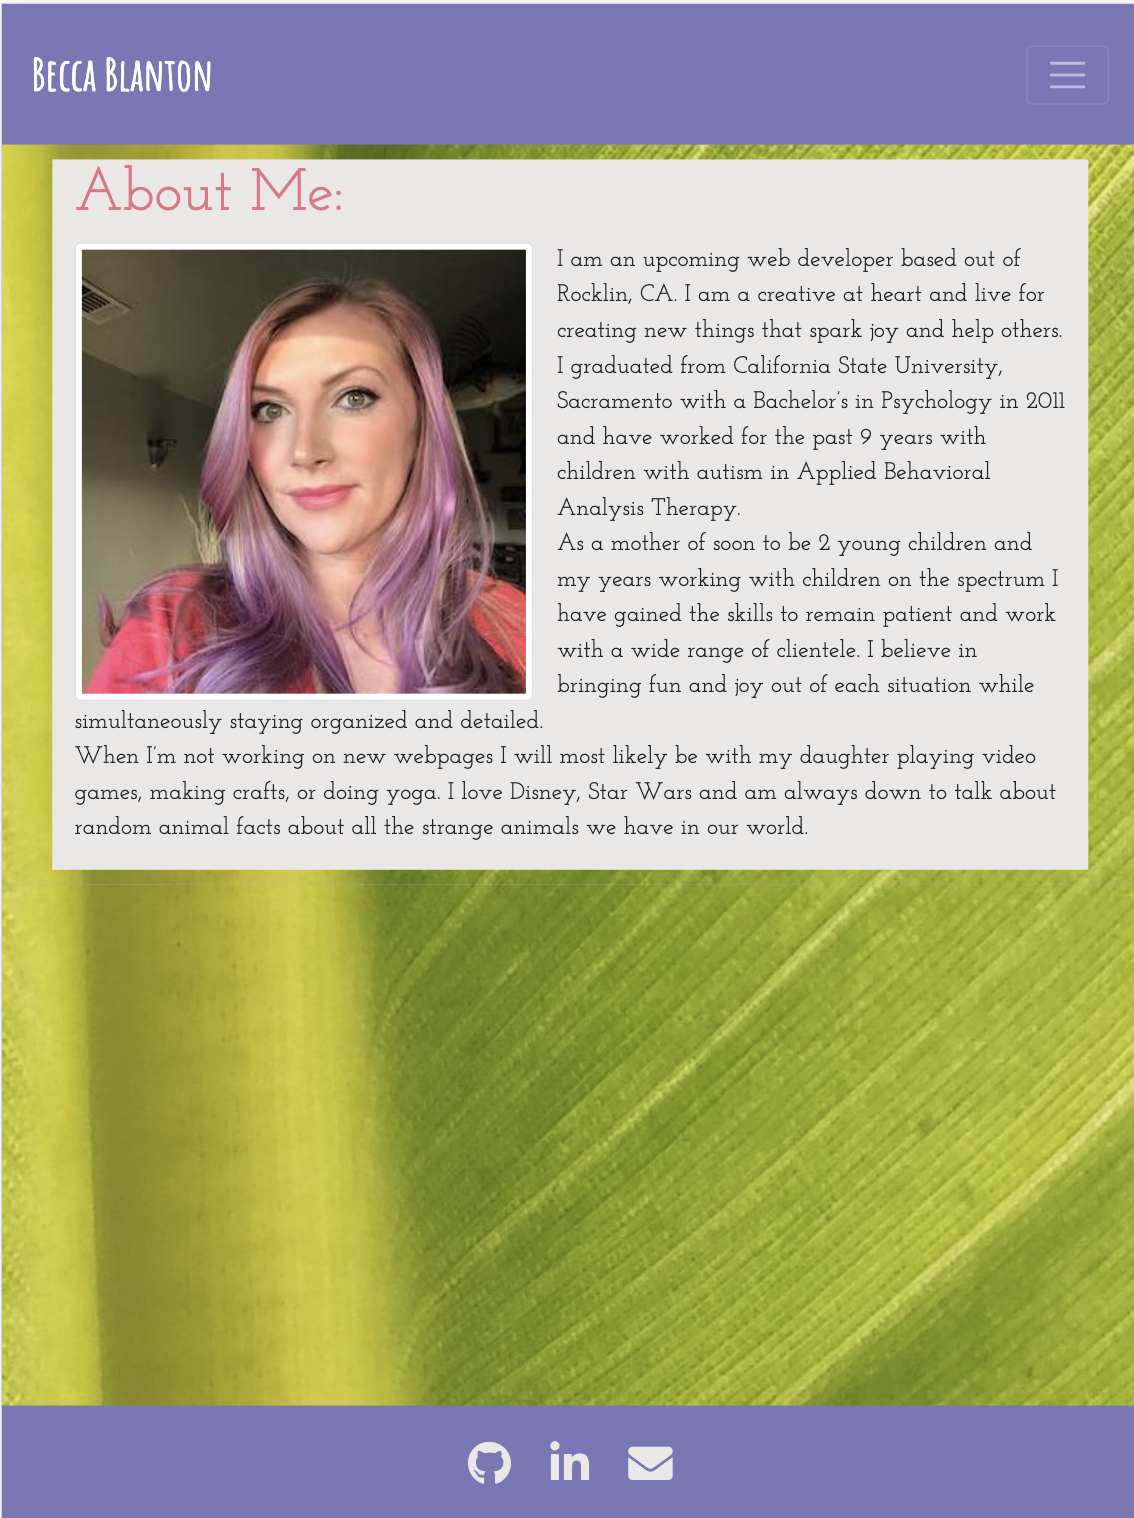 Becca Blanton
About Me:
I am an upcoming web developer based out of
Rocklin, CA. I am a creative at heart and live for
creating new things that spark joy and help others.
I graduated from California State University,
Sacramento with a Bachelor's in Psychology in 2011
and have worked for the past 9 years with
children with autism in Applied Behavioral
Analysis Therapy.
As a mother of soon to be 2 young children and
my years working with children on the spectrum I
have gained the skills to remain patient and work
with a wide range of clientele. I believe in
bringing fun and joy out of each situation while
simultaneously staying organized and detailed.
When I'm not working on new webpages I will most likely be with my daughter playing video
games, making crafts, or doing yoga. I love Disney, Star Wars and am always down to talk about
random animal facts about all the strange animals we have in our world.
in